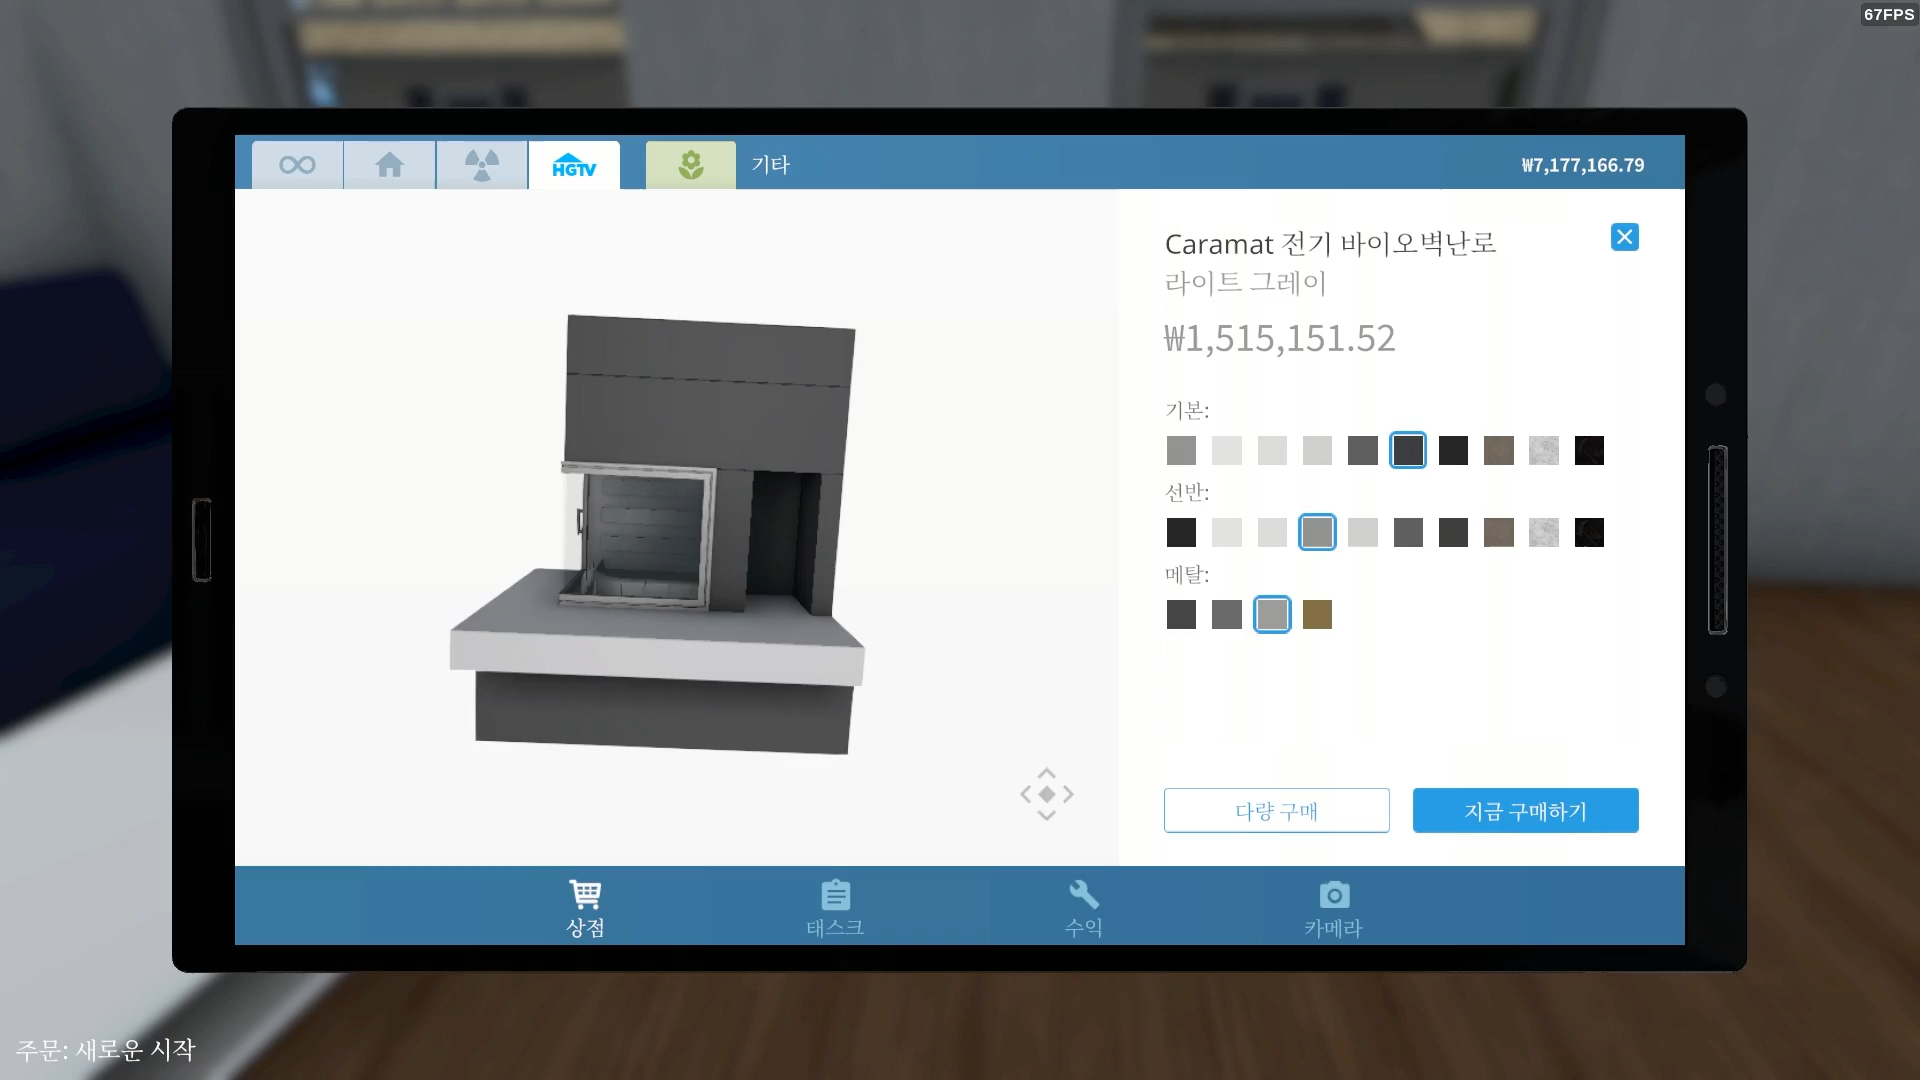 67FPS
HGTV
기타
₩7,177,166.79
Caramat 전기 바이오벽난로
라이트 그레이
₩1,515,151.52
기본:
선반:
메탈:
다량 구매
지금 구매하기
상점
태스크
수익
카메라
주문: 새로운 시작